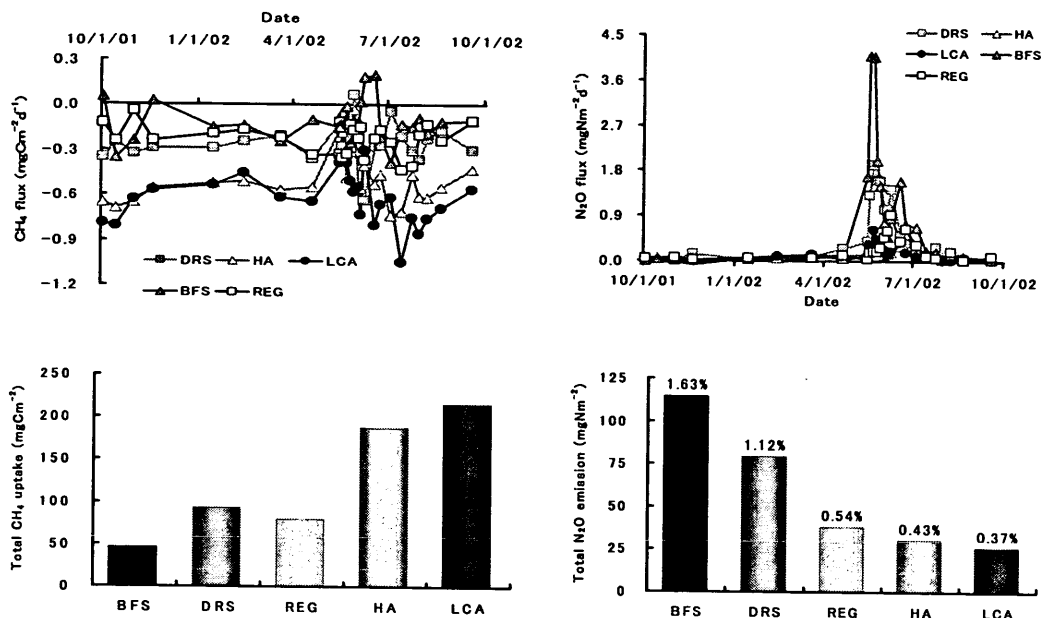 Date
10/1/01 1/1/02 4/1/02 7/1/02 10/1/02
CH₄ flux (mgCm⁻²d⁻¹)
0.3
0.0
−0.3
−0.6
−0.9
−1.2
DRS HA LCA
BFS REG
N₂O flux (mgNm⁻²d⁻¹)
4.5
3.6
2.7
1.8
0.9
0.0
DRS HA
LCA BFS
REG
10/1/01 1/1/02 4/1/02 7/1/02 10/1/02
Date
Total CH₄ uptake (mgCm⁻²)
250
200
150
100
50
0
BFS DRS REG HA LCA
Total N₂O emission (mgNm⁻²)
125
100
75
50
25
0
1.63%
1.12%
0.54%
0.43%
0.37%
BFS DRS REG HA LCA